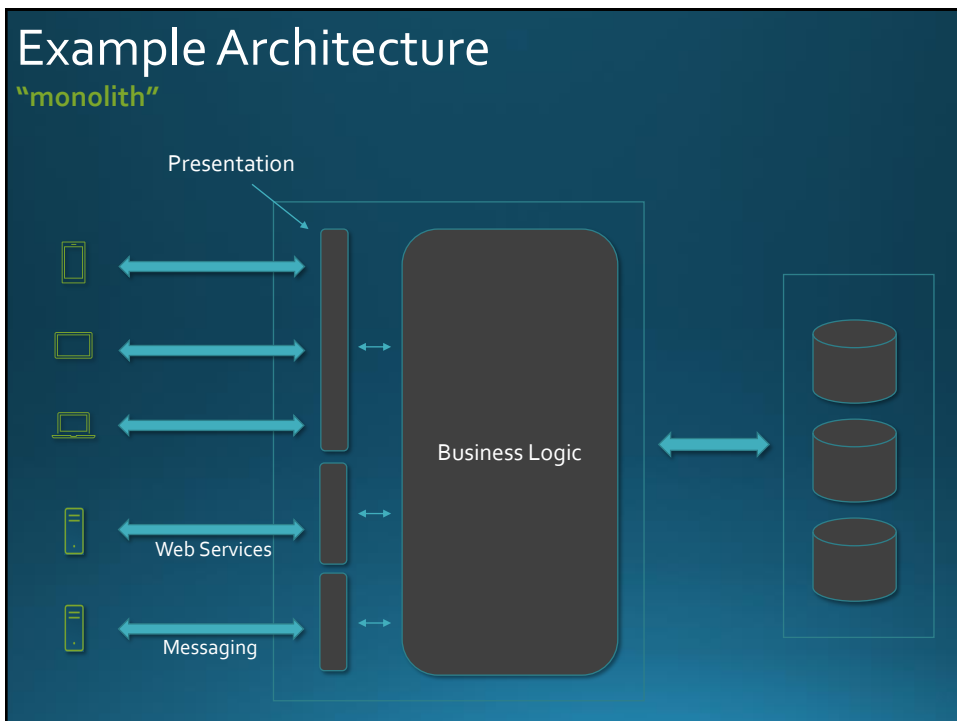 Example Architecture
“monolith”
Presentation
Business Logic
Web Services
Messaging